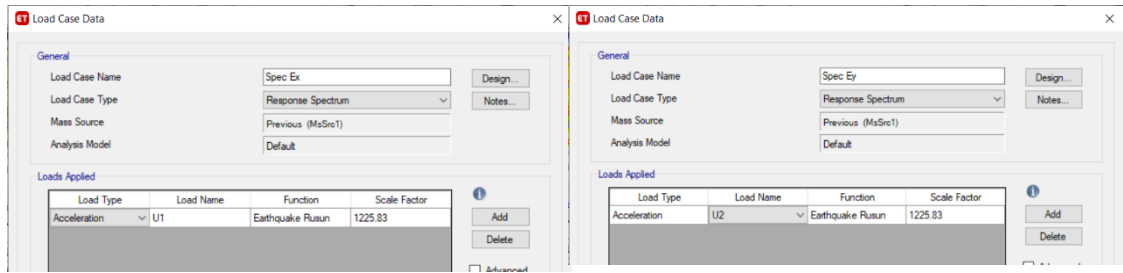 ET Load Case Data ×
General
Load Case Name Spec Ex Design...
Load Case Type Response Spectrum Notes...
Mass Source Previous (MsSrc1)
Analysis Model Default
Loads Applied
Load Type Load Name Function Scale Factor i
Acceleration U1 Earthquake Rusun 1225.83 Add
Delete
Advanced
ET Load Case Data ×
General
Load Case Name Spec Ey Design...
Load Case Type Response Spectrum Notes...
Mass Source Previous (MsSrc1)
Analysis Model Default
Loads Applied
Load Type Load Name Function Scale Factor i
Acceleration U2 Earthquake Rusun 1225.83 Add
Delete